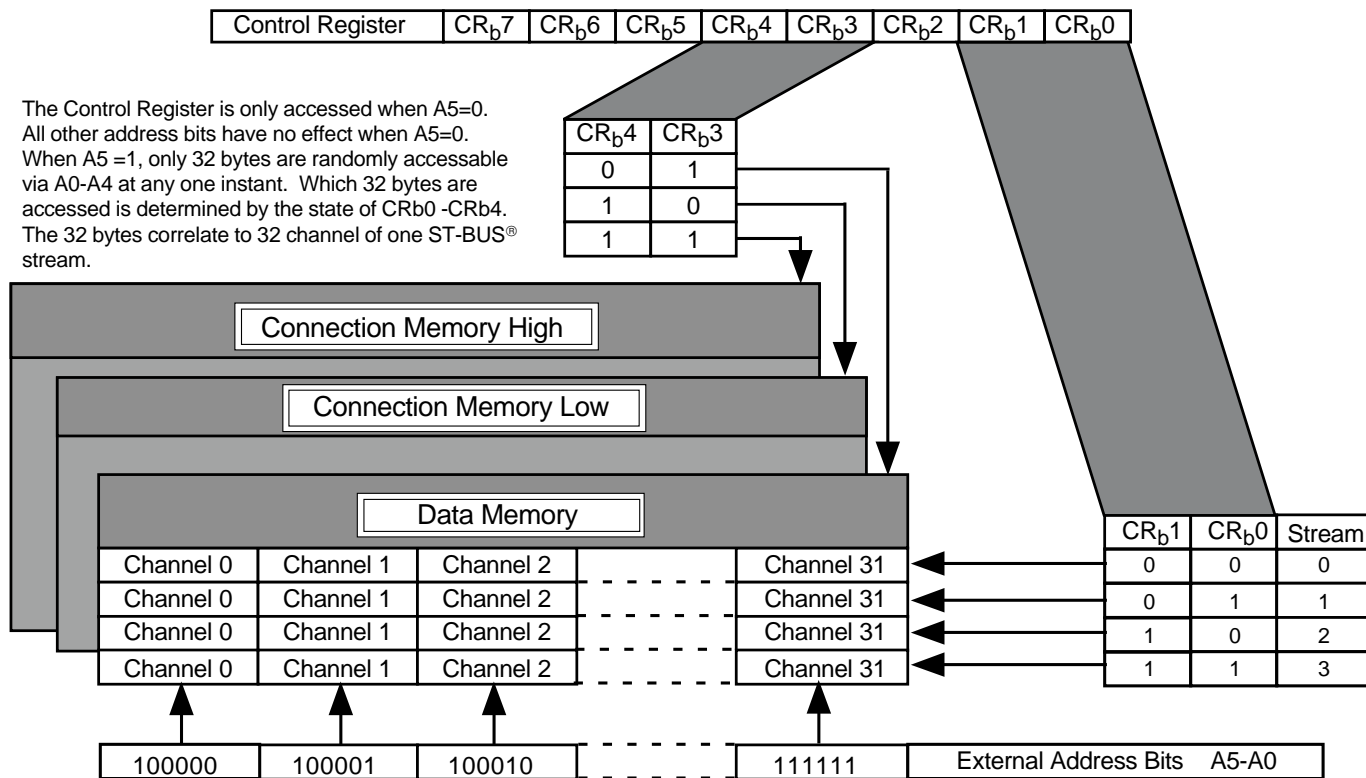 Control Register CRb7 CRb6 CRb5 CRb4 CRb3 CRb2 CRb1 CRb0
The Control Register is only accessed when A5=0.
All other address bits have no effect when A5=0.
When A5 =1, only 32 bytes are randomly accessable
via A0-A4 at any one instant. Which 32 bytes are
accessed is determined by the state of CRb0 -CRb4.
The 32 bytes correlate to 32 channel of one ST-BUS®
stream.
CRb4 CRb3
0 1
1 0
1 1
Connection Memory High
Connection Memory Low
Data Memory
CRb1 CRb0 Stream
Channel 0 Channel 1 Channel 2 Channel 31 0 0 0
Channel 0 Channel 1 Channel 2 Channel 31 0 1 1
Channel 0 Channel 1 Channel 2 Channel 31 1 0 2
Channel 0 Channel 1 Channel 2 Channel 31 1 1 3
100000 100001 100010 111111 External Address Bits A5-A0